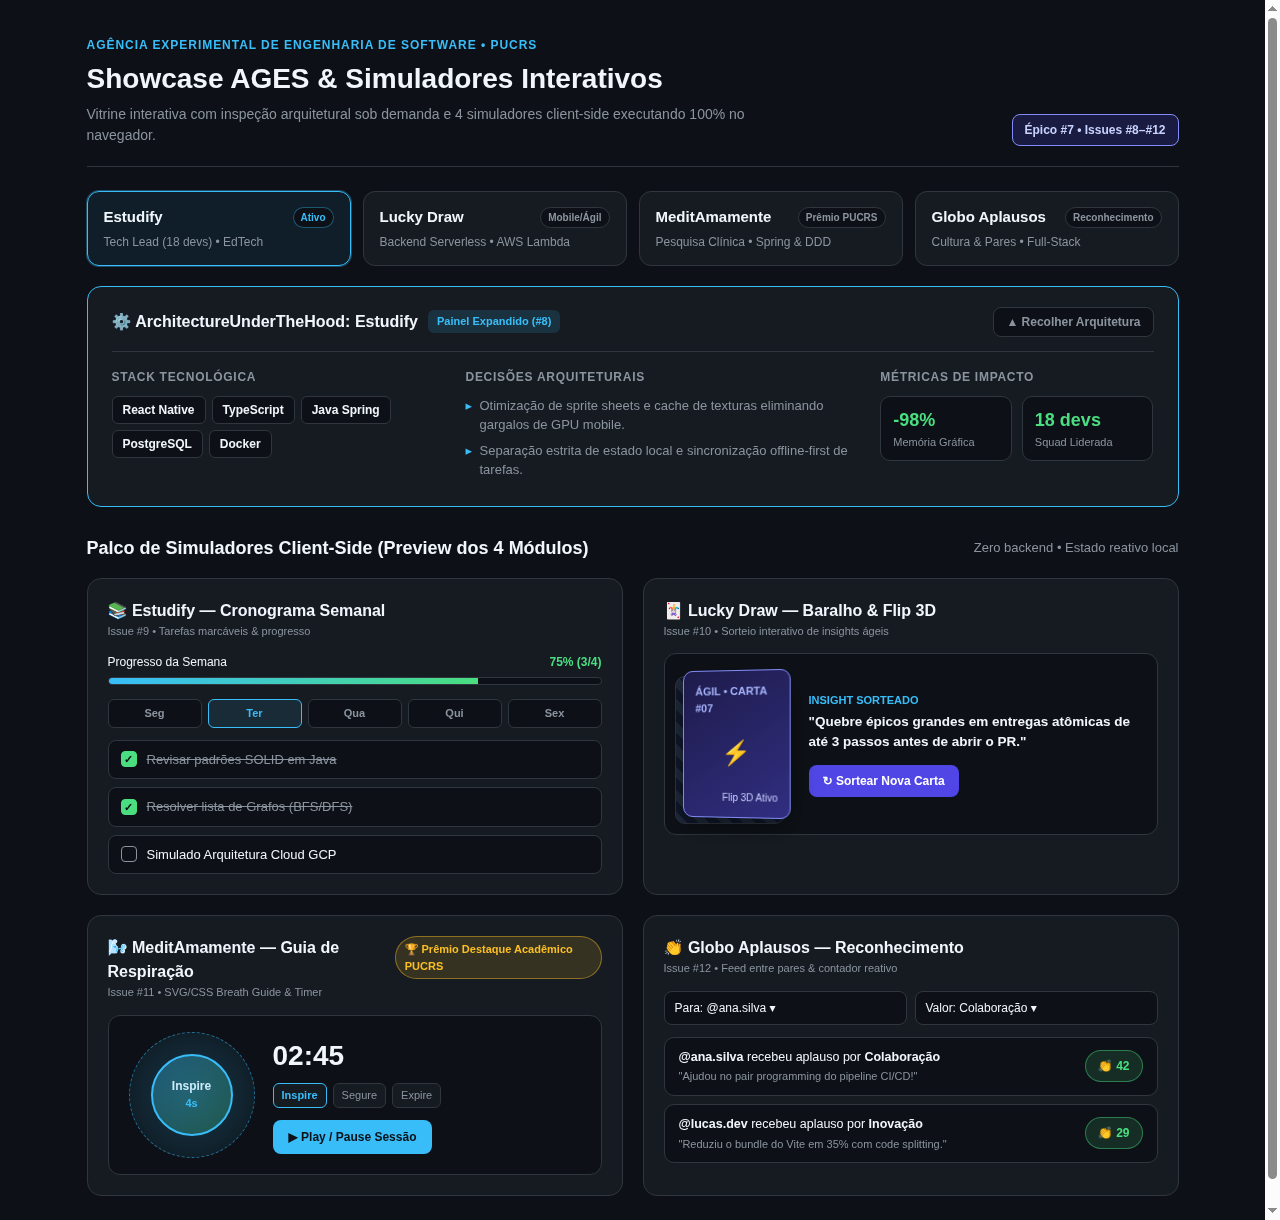 AGÊNCIA EXPERIMENTAL DE ENGENHARIA DE SOFTWARE • PUCRS
Showcase AGES & Simuladores Interativos
Vitrine interativa com inspeção arquitetural sob demanda e 4 simuladores client-side executando 100% no
navegador.
Épico #7 • Issues #8–#12
Estudify
Ativo
Tech Lead (18 devs) • EdTech
Lucky Draw
Mobile/Ágil
Backend Serverless • AWS Lambda
MeditAmamente
Prêmio PUCRS
Pesquisa Clínica • Spring & DDD
Globo Aplausos
Reconhecimento
Cultura & Pares • Full-Stack
⚙️ ArchitectureUnderTheHood: Estudify
Painel Expandido (#8)
▲ Recolher Arquitetura
STACK TECNOLÓGICA
React Native
TypeScript
Java Spring
PostgreSQL
Docker
DECISÕES ARQUITETURAIS
▸ Otimização de sprite sheets e cache de texturas eliminando
gargalos de GPU mobile.
▸ Separação estrita de estado local e sincronização offline-first de
tarefas.
MÉTRICAS DE IMPACTO
-98%
Memória Gráfica
18 devs
Squad Liderada
Palco de Simuladores Client-Side (Preview dos 4 Módulos)
Zero backend • Estado reativo local
📚 Estudify — Cronograma Semanal
Issue #9 • Tarefas marcáveis & progresso
Progresso da Semana
75% (3/4)
Seg
Ter
Qua
Qui
Sex
✓ Revisar padrões SOLID em Java
✓ Resolver lista de Grafos (BFS/DFS)
Simulado Arquitetura Cloud GCP
🃏 Lucky Draw — Baralho & Flip 3D
Issue #10 • Sorteio interativo de insights ágeis
ÁGIL • CARTA
#07
⚡
Flip 3D Ativo
INSIGHT SORTEADO
"Quebre épicos grandes em entregas atômicas de
até 3 passos antes de abrir o PR."
↻ Sortear Nova Carta
🌬️ MeditAmamente — Guia de
Respiração
Issue #11 • SVG/CSS Breath Guide & Timer
🏆 Prêmio Destaque Acadêmico
PUCRS
Inspire
4s
02:45
Inspire
Segure
Expire
▶ Play / Pause Sessão
👏 Globo Aplausos — Reconhecimento
Issue #12 • Feed entre pares & contador reativo
Para: @ana.silva ▾
Valor: Colaboração ▾
@ana.silva recebeu aplauso por Colaboração
"Ajudou no pair programming do pipeline CI/CD!"
👏 42
@lucas.dev recebeu aplauso por Inovação
"Reduziu o bundle do Vite em 35% com code splitting."
👏 29